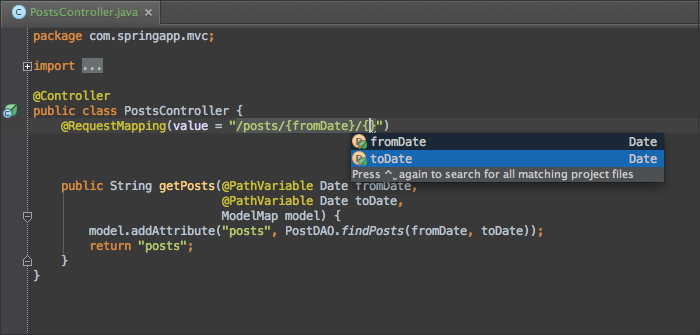 PostsController.java ×
package com.springapp.mvc;
import ...
@Controller
public class PostsController {
@RequestMapping(value = "/posts/{fromDate}/{}")
fromDate Date
toDate Date
Press ^␣ again to search for all matching project files
public String getPosts(@PathVariable Date fromDate,
@PathVariable Date toDate,
ModelMap model) {
model.addAttribute("posts", PostDAO.findPosts(fromDate, toDate));
return "posts";
}
}